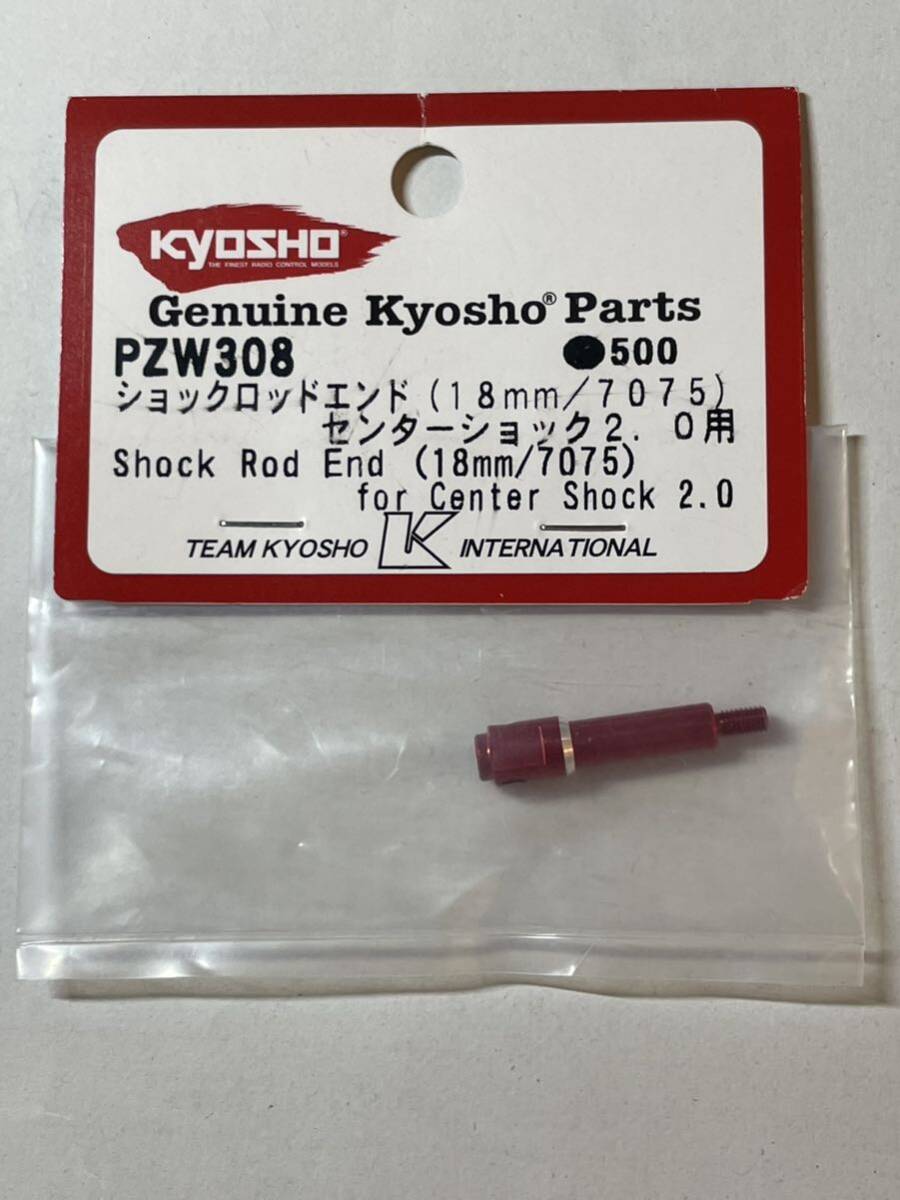 KYOSHO®
THE FINEST RADIO CONTROL MODELS
Genuine Kyosho® Parts
PZW308 ●500
ショックロッドエンド(18mm/7075)
センターショック2.0用
Shock Rod End (18mm/7075)
for Center Shock 2.0
TEAM KYOSHO K INTERNATIONAL